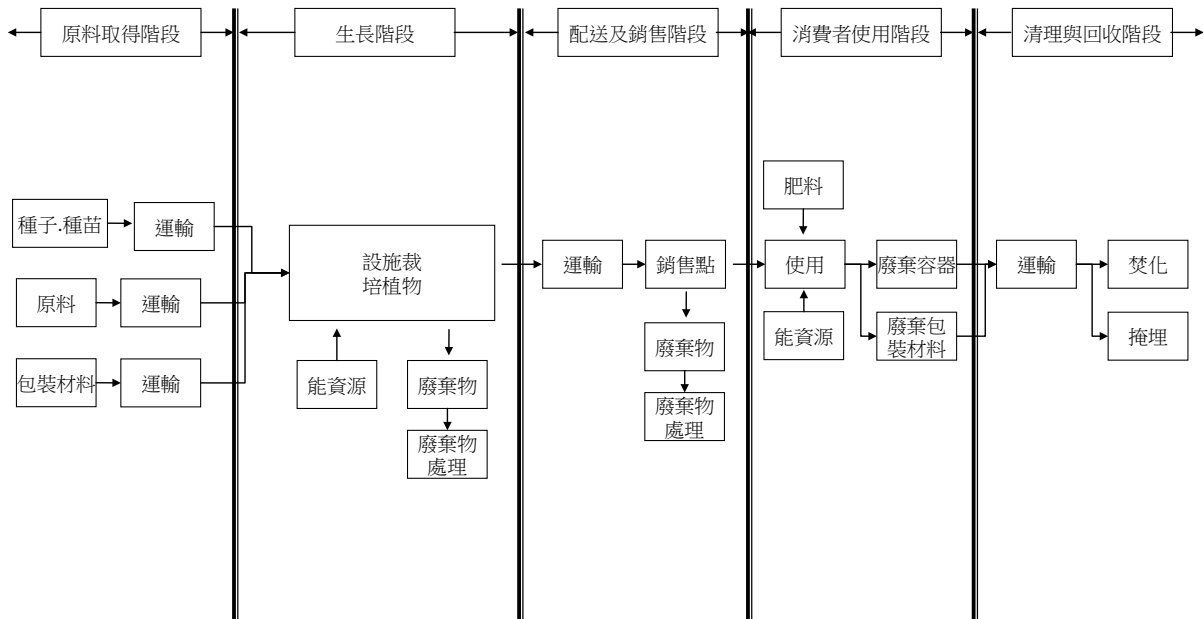 原料取得階段
生長階段
配送及銷售階段
消費者使用階段
清理與回收階段
種子.種苗
運輸
原料
運輸
包裝材料
運輸
設施裁
培植物
能資源
廢棄物
廢棄物
處理
運輸
銷售點
廢棄物
廢棄物
處理
肥料
使用
能資源
廢棄容器
廢棄包
裝材料
運輸
焚化
掩埋